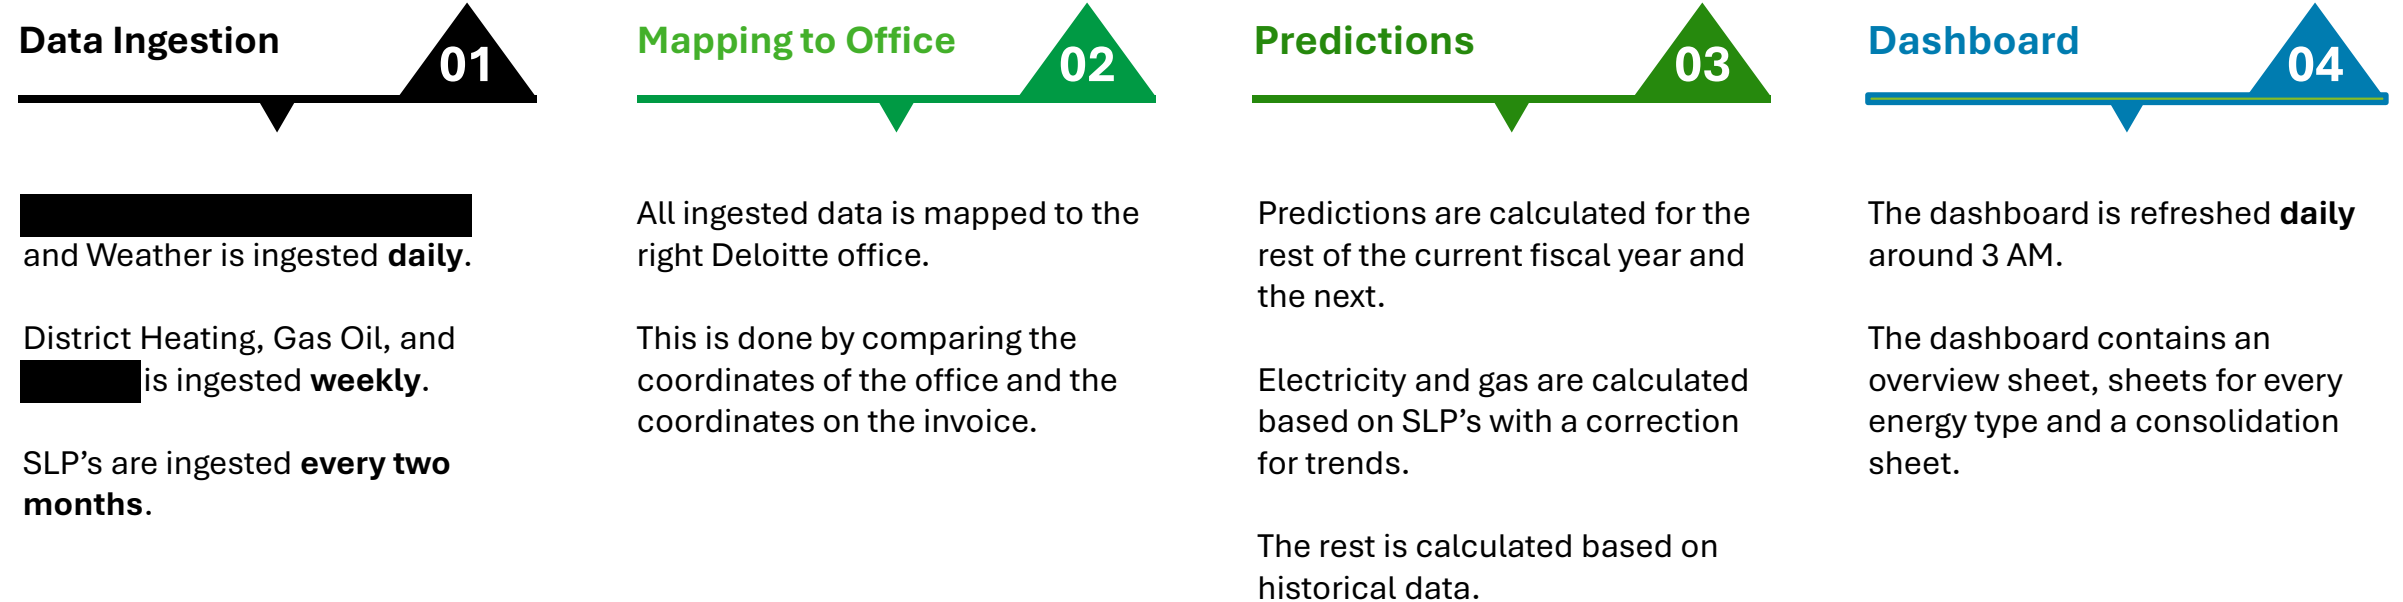 Data Ingestion
01
and Weather is ingested daily.
District Heating, Gas Oil, and
is ingested weekly.
SLP's are ingested every two
months.
Mapping to Office
02
All ingested data is mapped to the
right Deloitte office.
This is done by comparing the
coordinates of the office and the
coordinates on the invoice.
Predictions
03
Predictions are calculated for the
rest of the current fiscal year and
the next.
Electricity and gas are calculated
based on SLP's with a correction
for trends.
The rest is calculated based on
historical data.
Dashboard
04
The dashboard is refreshed daily
around 3 AM.
The dashboard contains an
overview sheet, sheets for every
energy type and a consolidation
sheet.